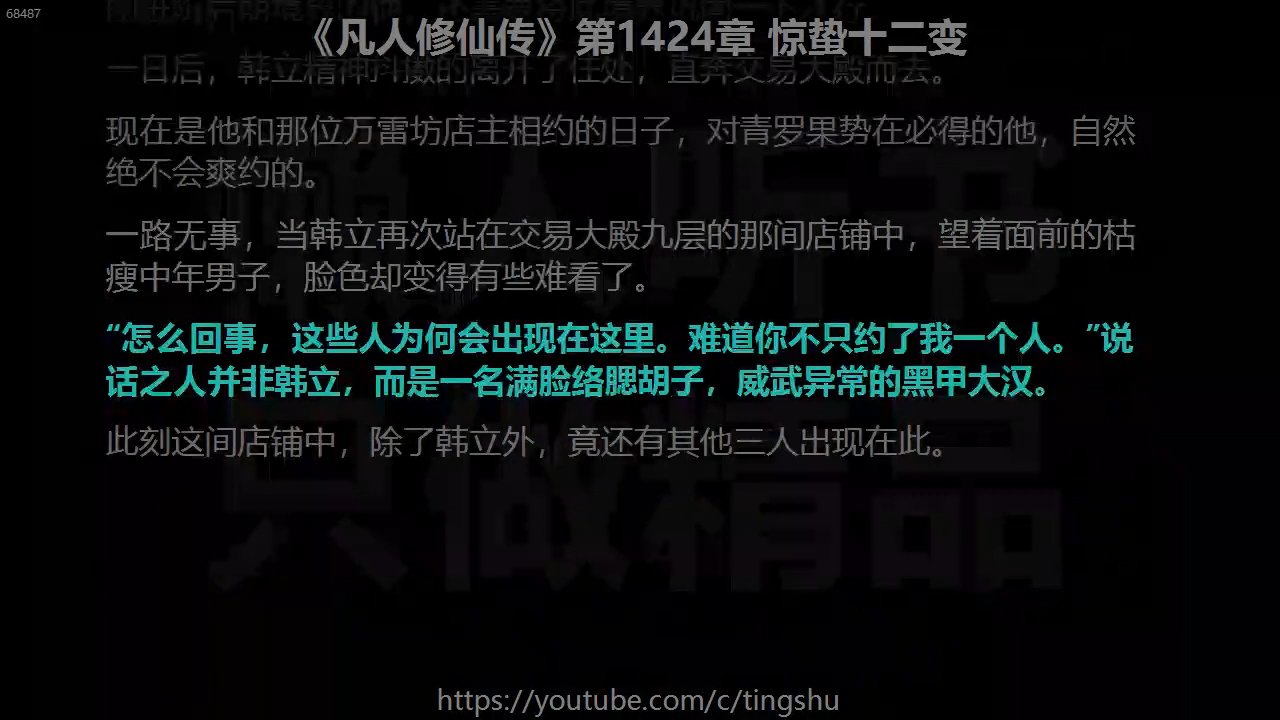 68487
《凡人修仙传》第1424章 惊蛰十二变
一日后，韩立精神抖擞的离开了住处，直奔交易大殿而去。
现在是他和那位万雷坊店主相约的日子，对青罗果势在必得的他，自然
绝不会爽约的。
一路无事，当韩立再次站在交易大殿九层的那间店铺中，望着面前的枯
瘦中年男子，脸色却变得有些难看了。
“怎么回事，这些人为何会出现在这里。难道你不只约了我一个人。”说
话之人并非韩立，而是一名满脸络腮胡子，威武异常的黑甲大汉。
此刻这间店铺中，除了韩立外，竟还有其他三人出现在此。
懒人听书
只做精品
https://youtube.com/c/tingshu